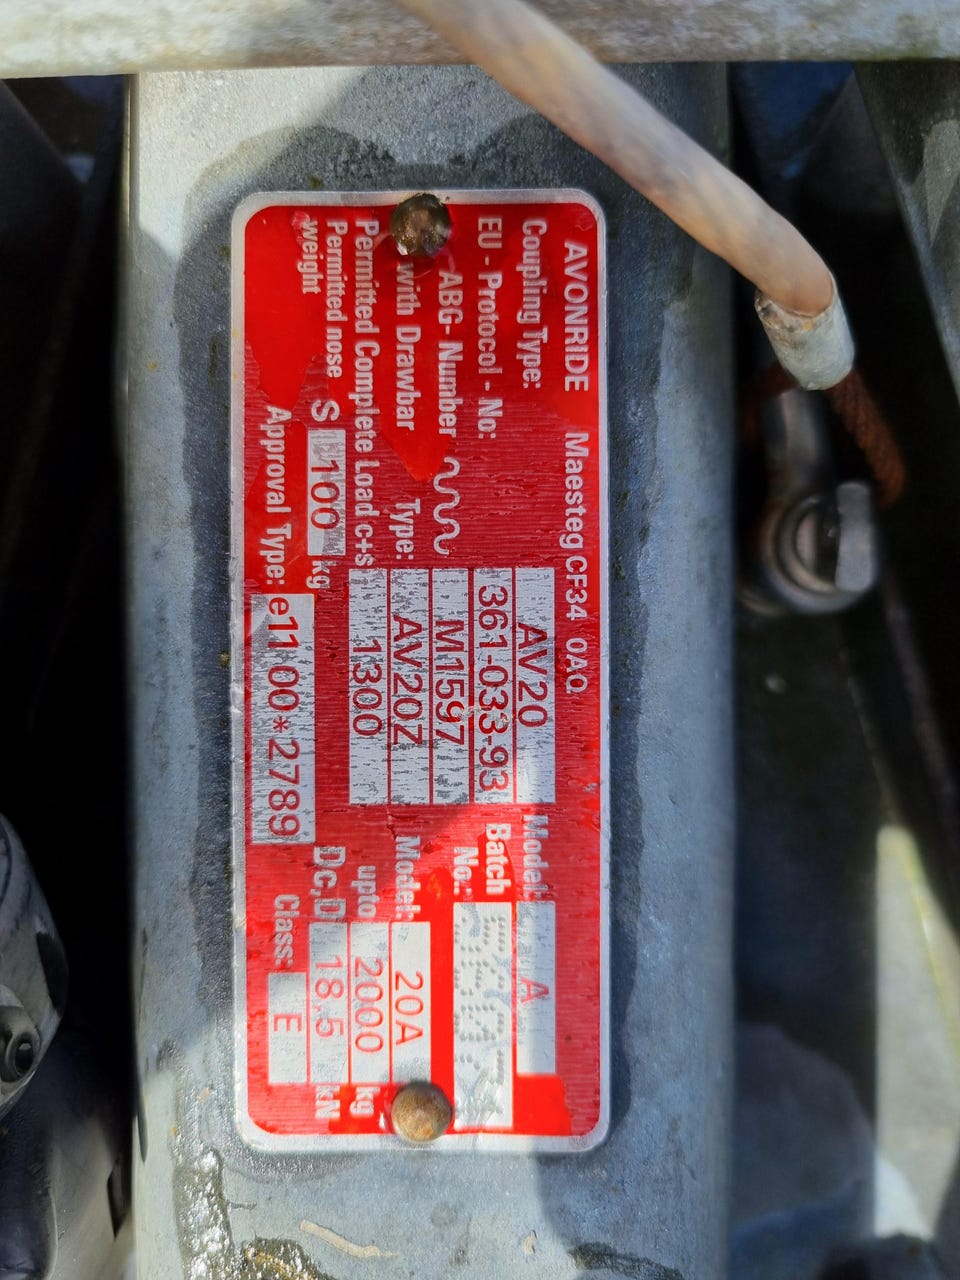 AVONRIDE Maesteg CF34 0AQ
Coupling Type: AV20 Model: A
EU - Protocol - No: 361-033-93 Batch No.:
ABG- Number M1597
with Drawbar Type: AV20Z Model: 20A
Permitted Complete Load c+s 1300 upto 2000 kg
Permitted nose weight S 100 kg Dc,D 18.5 kN
Approval Type: e11 00*2789 Class: E